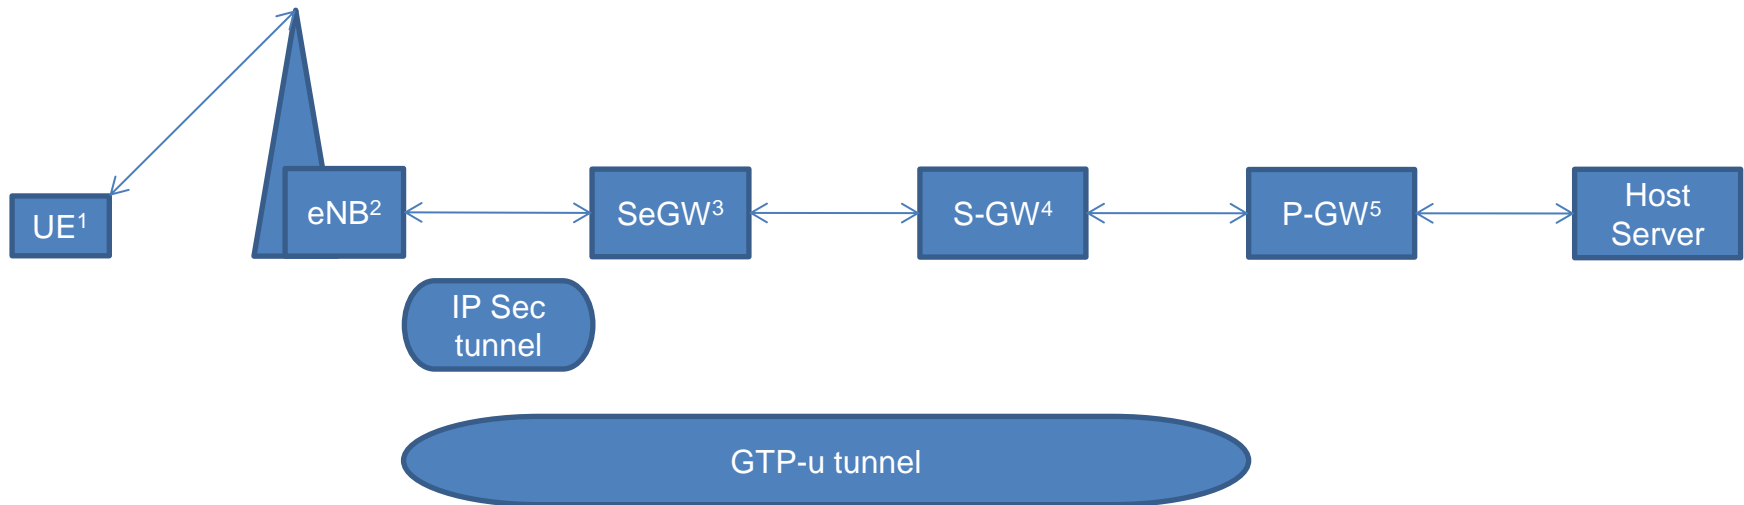 UE¹
eNB²
SeGW³
S-GW⁴
P-GW⁵
Host
Server
IP Sec
tunnel
GTP-u tunnel